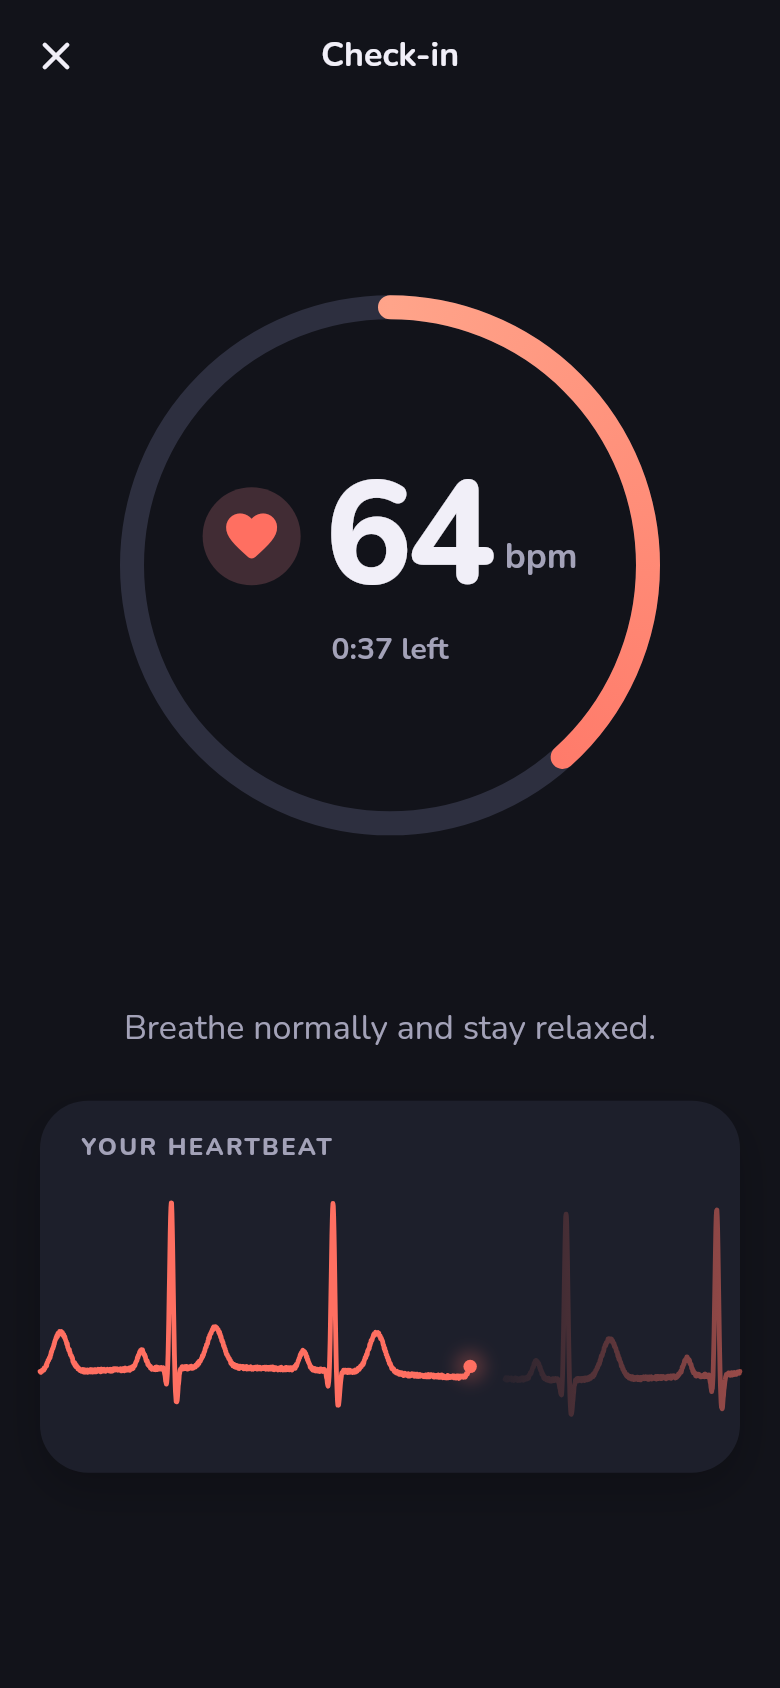 Check-in
64 bpm
0:37 left
Breathe normally and stay relaxed.
YOUR HEARTBEAT